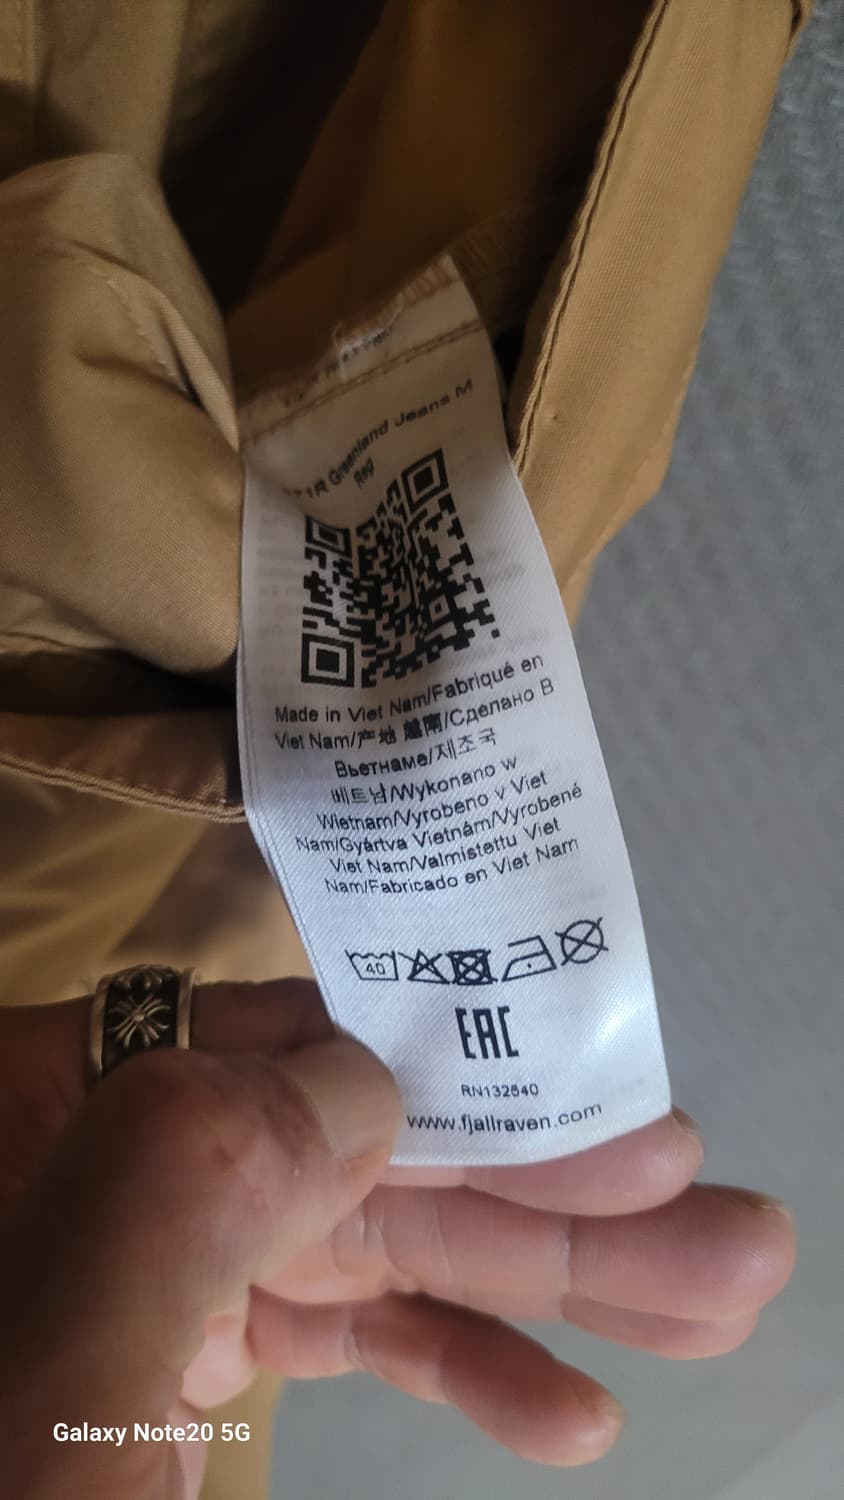 Greenland Jeans M
Reg
Made in Viet Nam/Fabriqué en
Viet Nam/产地 越南/Сделано В
Вьетнаме/제조국
베트남/Wykonano w
Wietnam/Vyrobeno v Viet
Nam/Gyártva Vietnám/Vyrobené
Viet Nam/Valmistettu Viet
Nam/Fabricado en Viet Nam
40
EAC
RN132540
www.fjallraven.com
Galaxy Note20 5G